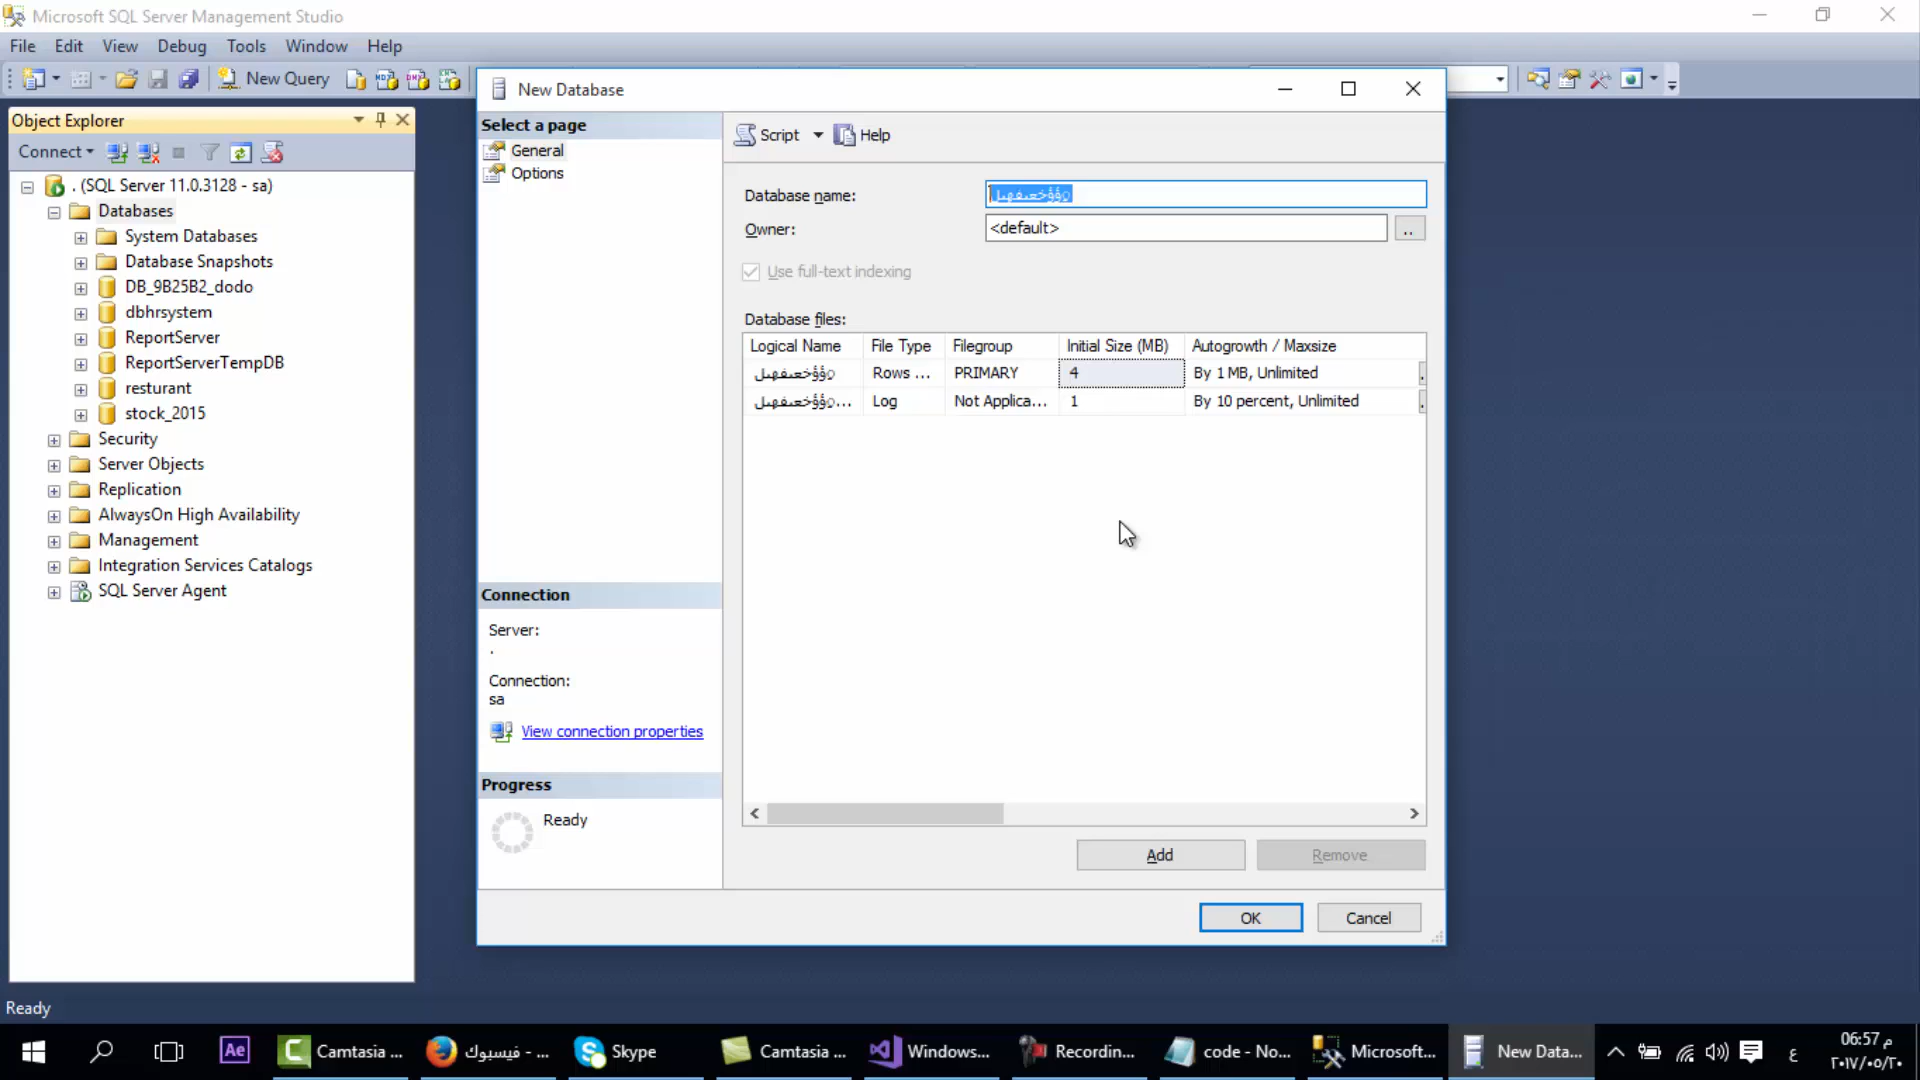 Microsoft SQL Server Management Studio
File Edit View Debug Tools Window Help
New Query
Object Explorer
Connect
. (SQL Server 11.0.3128 - sa)
Databases
System Databases
Database Snapshots
DB_9B25B2_dodo
dbhrsystem
ReportServer
ReportServerTempDB
resturant
stock_2015
Security
Server Objects
Replication
AlwaysOn High Availability
Management
Integration Services Catalogs
SQL Server Agent
New Database
Select a page
General
Options
Script Help
Database name:
Owner: <default> ..
Use full-text indexing
Database files:
Logical Name File Type Filegroup Initial Size (MB) Autogrowth / Maxsize
Rows ... PRIMARY 4 By 1 MB, Unlimited
Log Not Applica... 1 By 10 percent, Unlimited
Connection
Server:
.
Connection:
sa
View connection properties
Progress
Ready
Add Remove
OK Cancel
Ready
Ae Camtasia ... فيسبوك - ... Skype Camtasia ... Windows... Recordin... code - No... Microsoft... New Data... ع
06:57 م
٢٠١٧/٠٥/٢٠